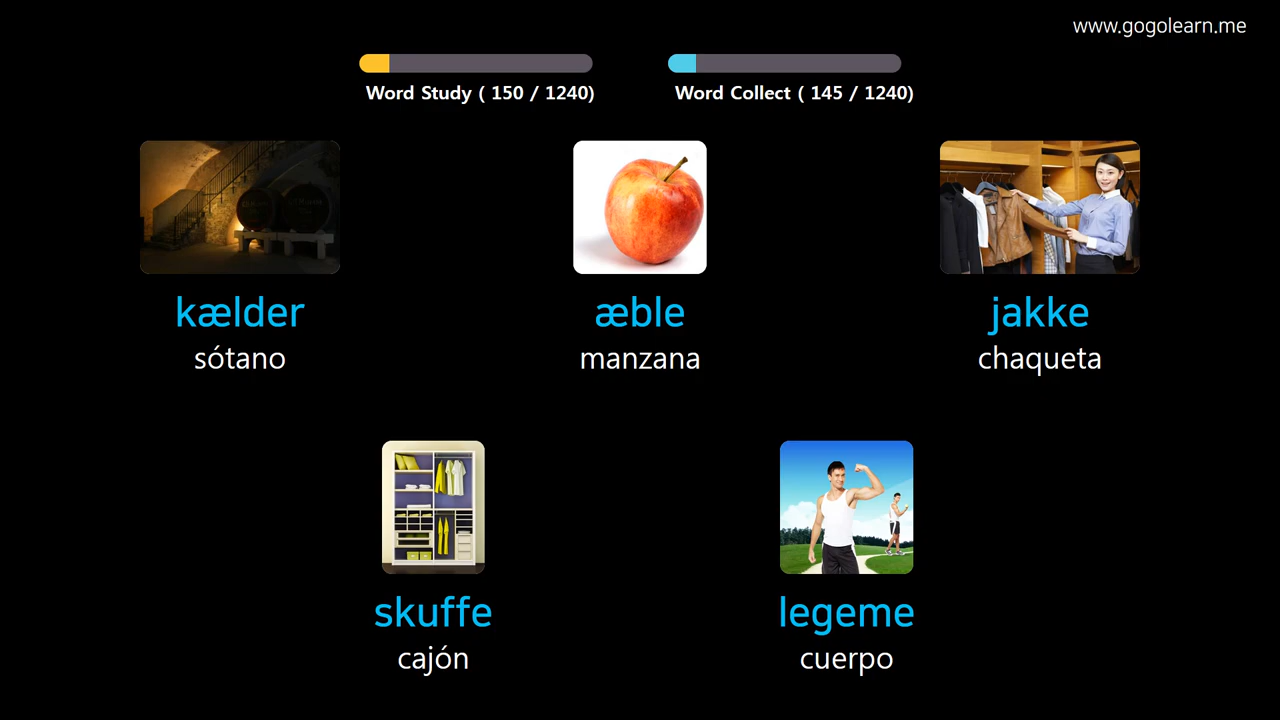 www.gogolearn.me
Word Study ( 150 / 1240)
Word Collect ( 145 / 1240)
kælder
sótano
æble
manzana
jakke
chaqueta
skuffe
cajón
legeme
cuerpo